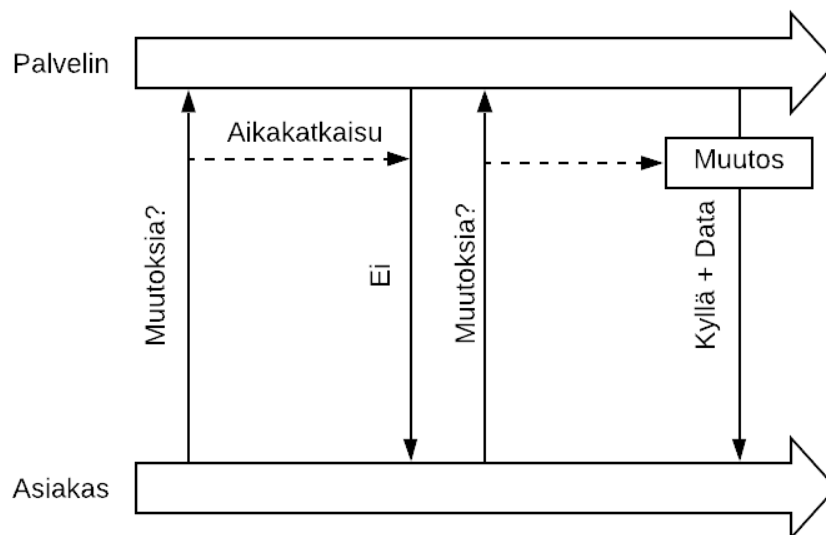 Palvelin
Aikakatkaisu
Muutos
Muutoksia?
Ei
Muutoksia?
Kyllä + Data
Asiakas